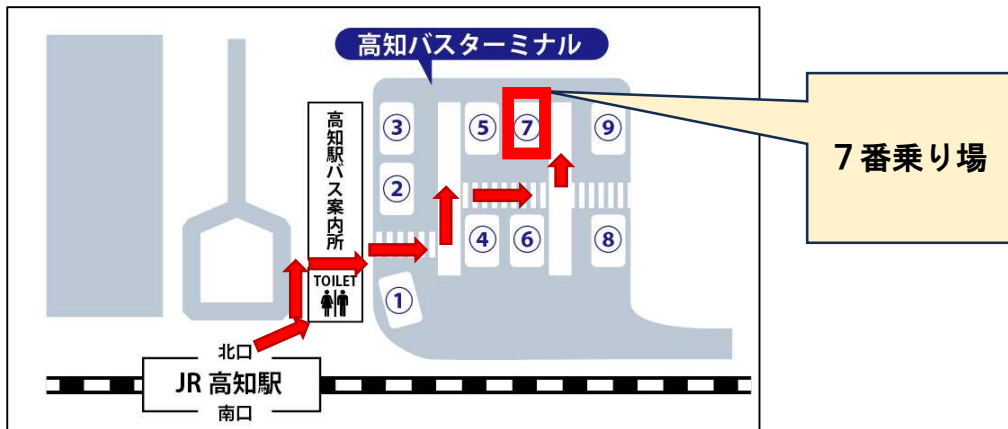 高知バスターミナル
高知駅バス案内所
TOILET
③
⑤
⑦
⑨
②
④
⑥
⑧
①
７番乗り場
北口
JR 高知駅
南口